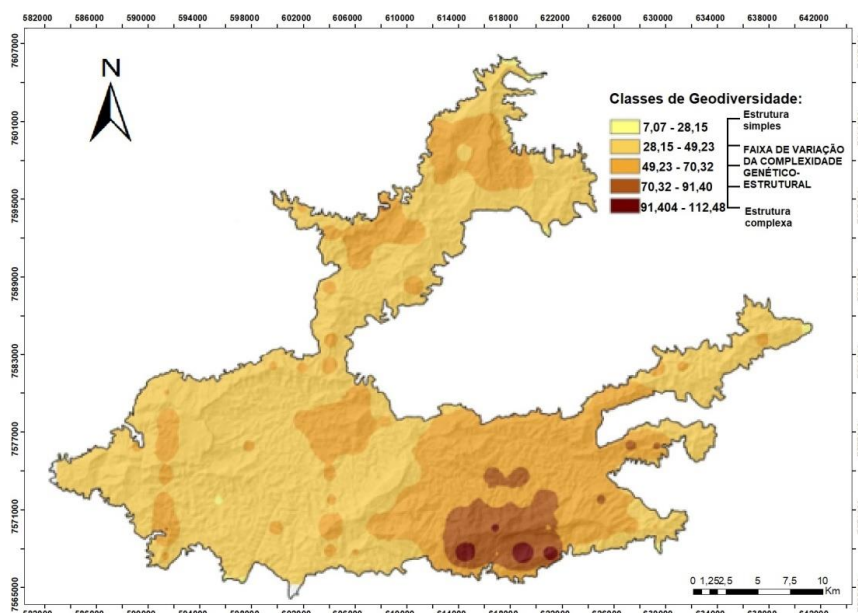 582000 586000 590000 594000 598000 602000 606000 610000 614000 618000 622000 626000 630000 634000 638000 642000
7607000
N
Classes de Geodiversidade:
Estrutura
simples
7,07 - 28,15
7601000
28,15 - 49,23
FAIXA DE VARIAÇÃO
DA COMPLEXIDADE
49,23 - 70,32
GENÉTICO-
ESTRUTURAL
70,32 - 91,40
7595000
91,404 - 112,48
Estrutura
complexa
7589000
7583000
7577000
7571000
7565000
0 1,25 2,5 5 7,5 10
Km